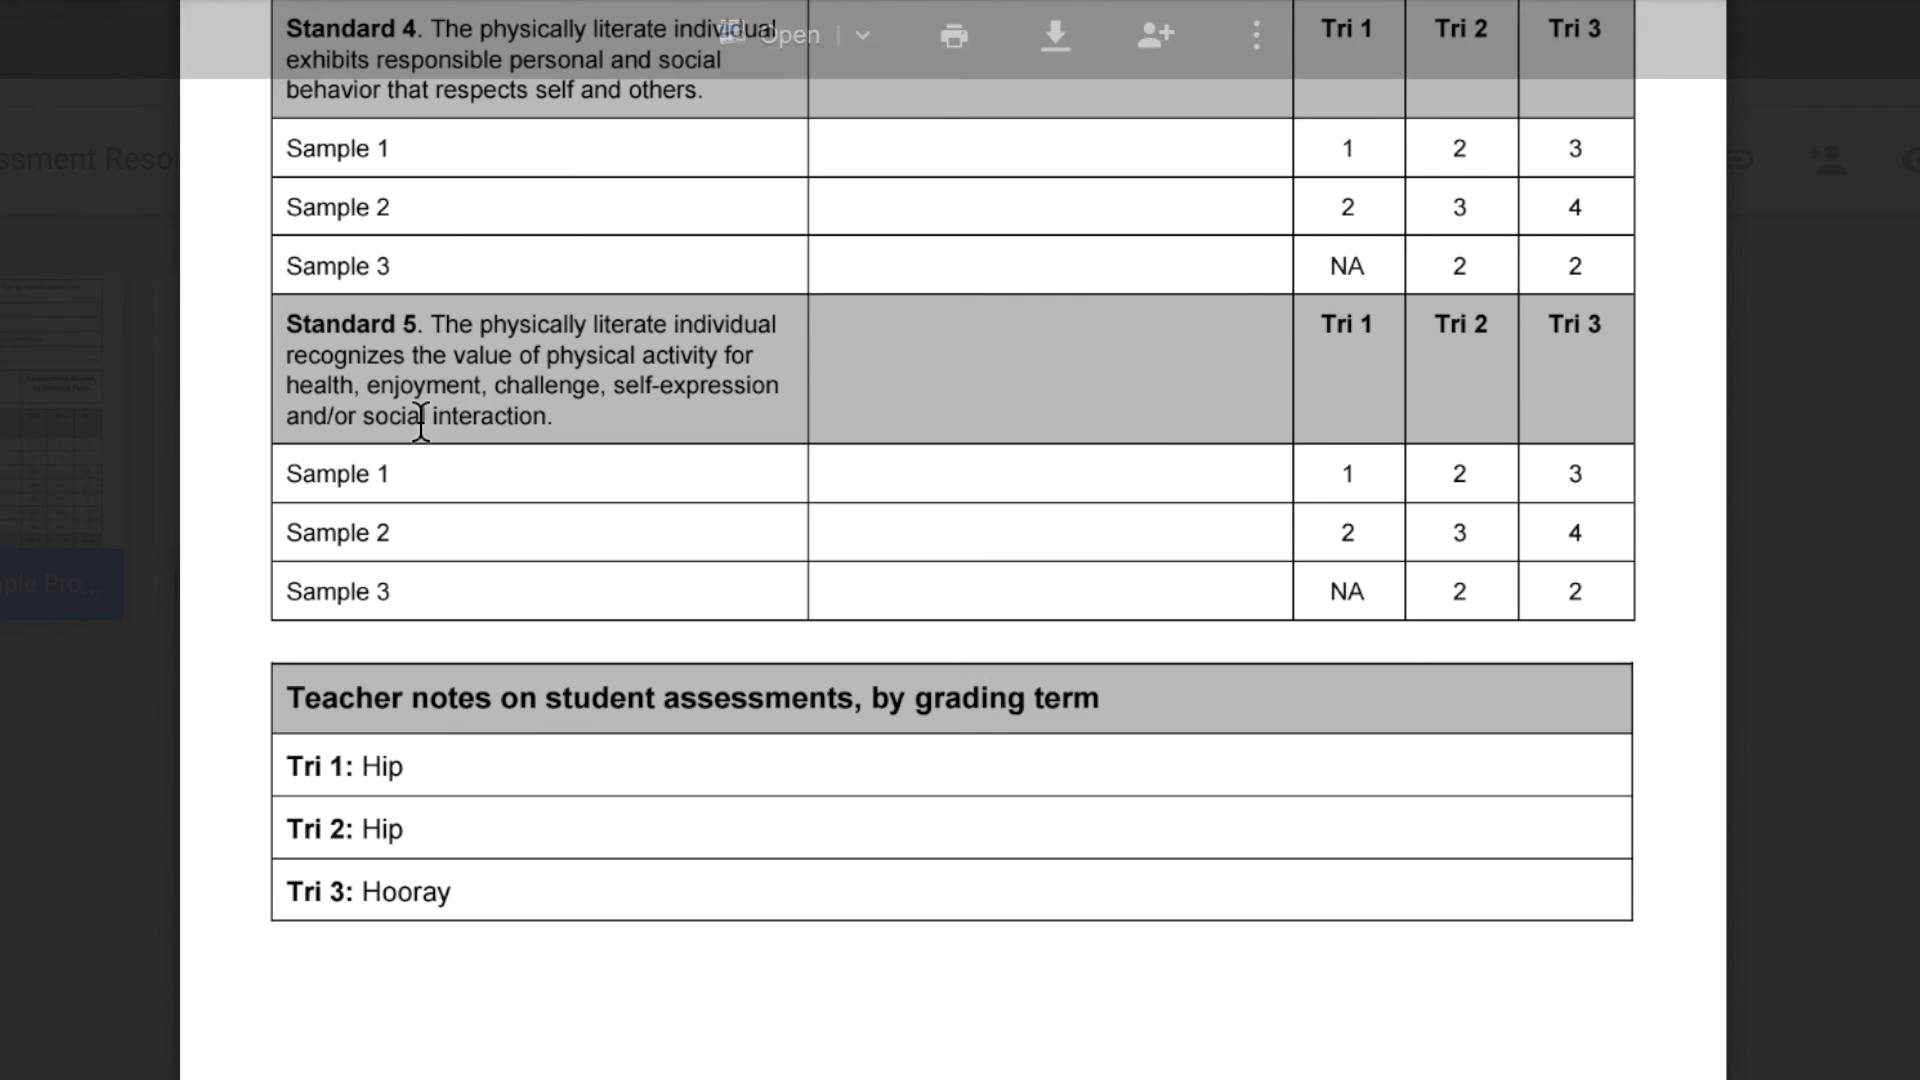 Open
Standard 4. The physically literate individual Tri 1 Tri 2 Tri 3
exhibits responsible personal and social
behavior that respects self and others.
Sample 1 1 2 3
Sample 2 2 3 4
Sample 3 NA 2 2
Standard 5. The physically literate individual Tri 1 Tri 2 Tri 3
recognizes the value of physical activity for
health, enjoyment, challenge, self-expression
and/or social interaction.
Sample 1 1 2 3
Sample 2 2 3 4
Sample 3 NA 2 2
Teacher notes on student assessments, by grading term
Tri 1: Hip
Tri 2: Hip
Tri 3: Hooray